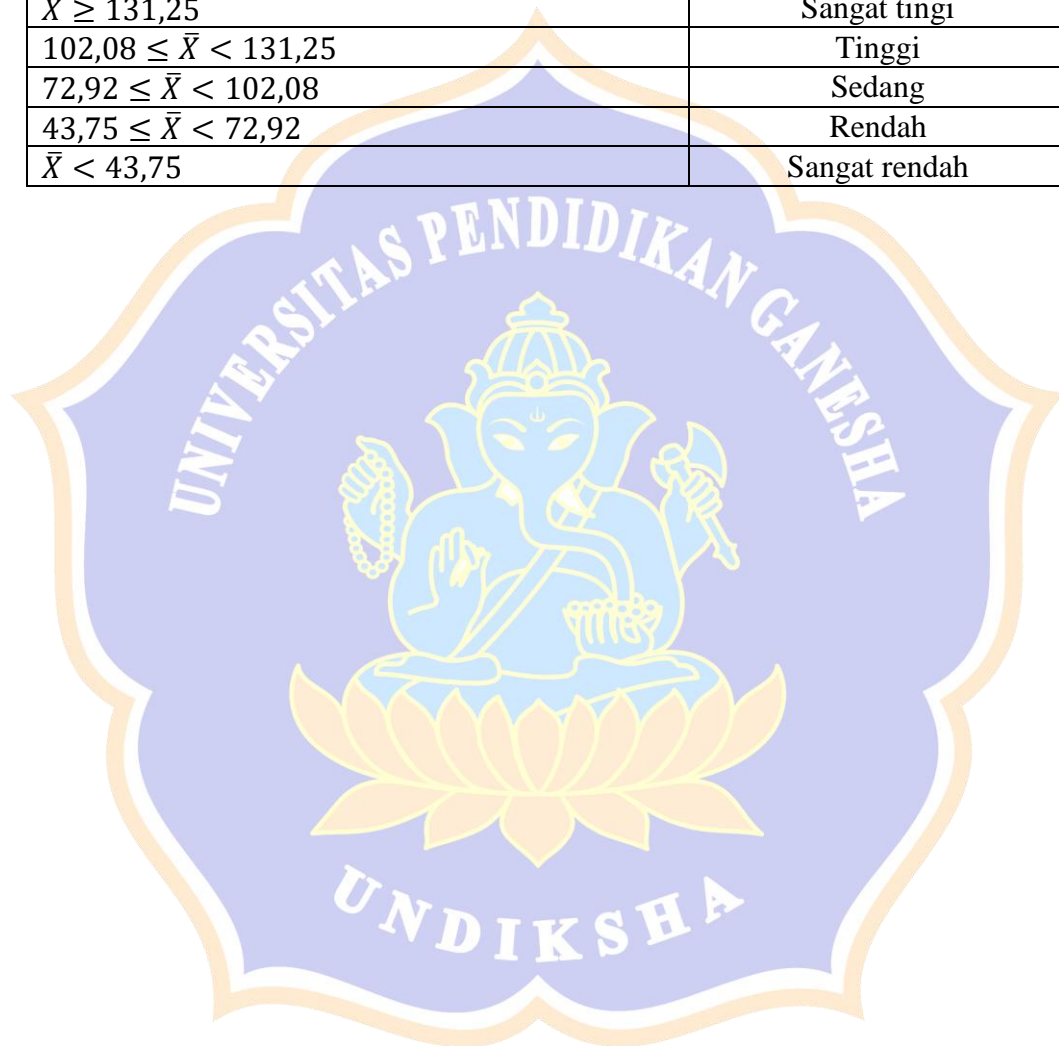 X̄ ≥ 131,25 Sangat tingi
102,08 ≤ X̄ < 131,25 Tinggi
72,92 ≤ X̄ < 102,08 Sedang
43,75 ≤ X̄ < 72,92 Rendah
X̄ < 43,75 Sangat rendah
UNIVERSITAS PENDIDIKAN GANESHA
UNDIKSHA